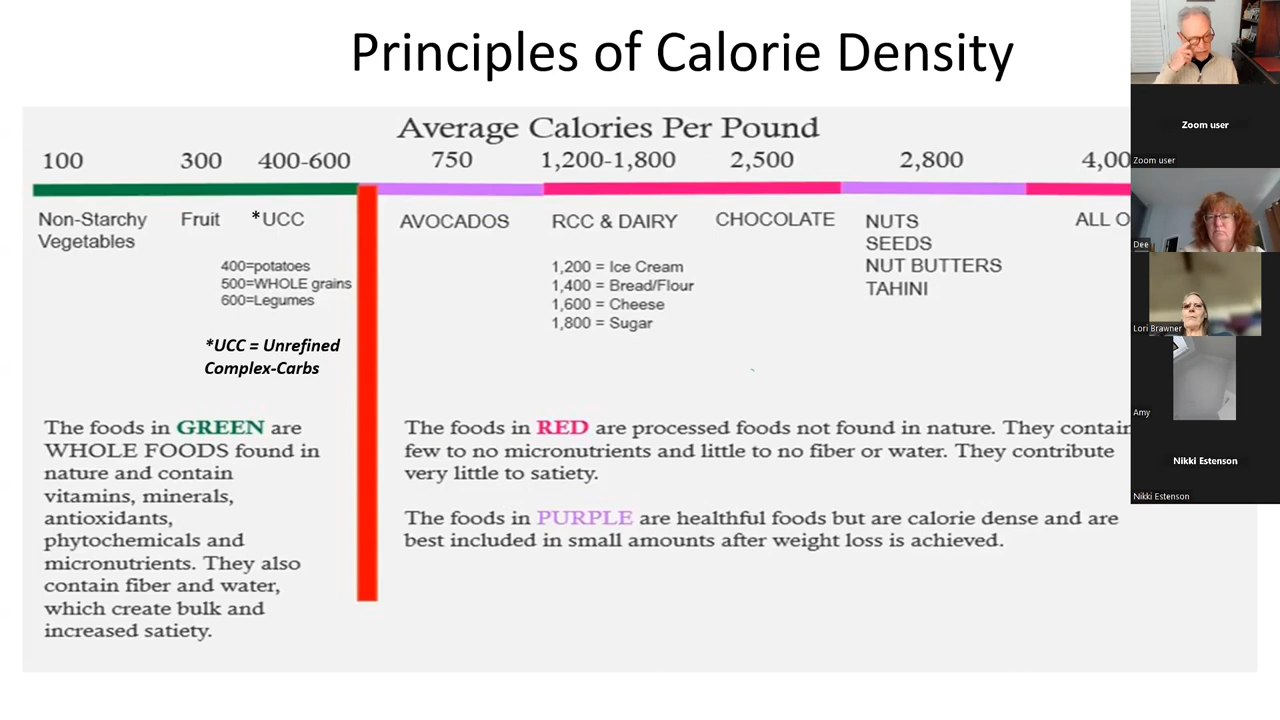 Principles of Calorie Density
Average Calories Per Pound
100 300 400-600 750 1,200-1,800 2,500 2,800 4,00
Non-Starchy Vegetables
Fruit
*UCC
400=potatoes
500=WHOLE grains
600=Legumes
*UCC = Unrefined
Complex-Carbs
AVOCADOS
RCC & DAIRY
1,200 = Ice Cream
1,400 = Bread/Flour
1,600 = Cheese
1,800 = Sugar
CHOCOLATE
NUTS
SEEDS
NUT BUTTERS
TAHINI
ALL O
The foods in GREEN are
WHOLE FOODS found in
nature and contain
vitamins, minerals,
antioxidants,
phytochemicals and
micronutrients. They also
contain fiber and water,
which create bulk and
increased satiety.
The foods in RED are processed foods not found in nature. They contain
few to no micronutrients and little to no fiber or water. They contribute
very little to satiety.
The foods in PURPLE are healthful foods but are calorie dense and are
best included in small amounts after weight loss is achieved.
Zoom user
Zoom user
Dee
Lori Brawner
Amy
Nikki Estenson
Nikki Estenson